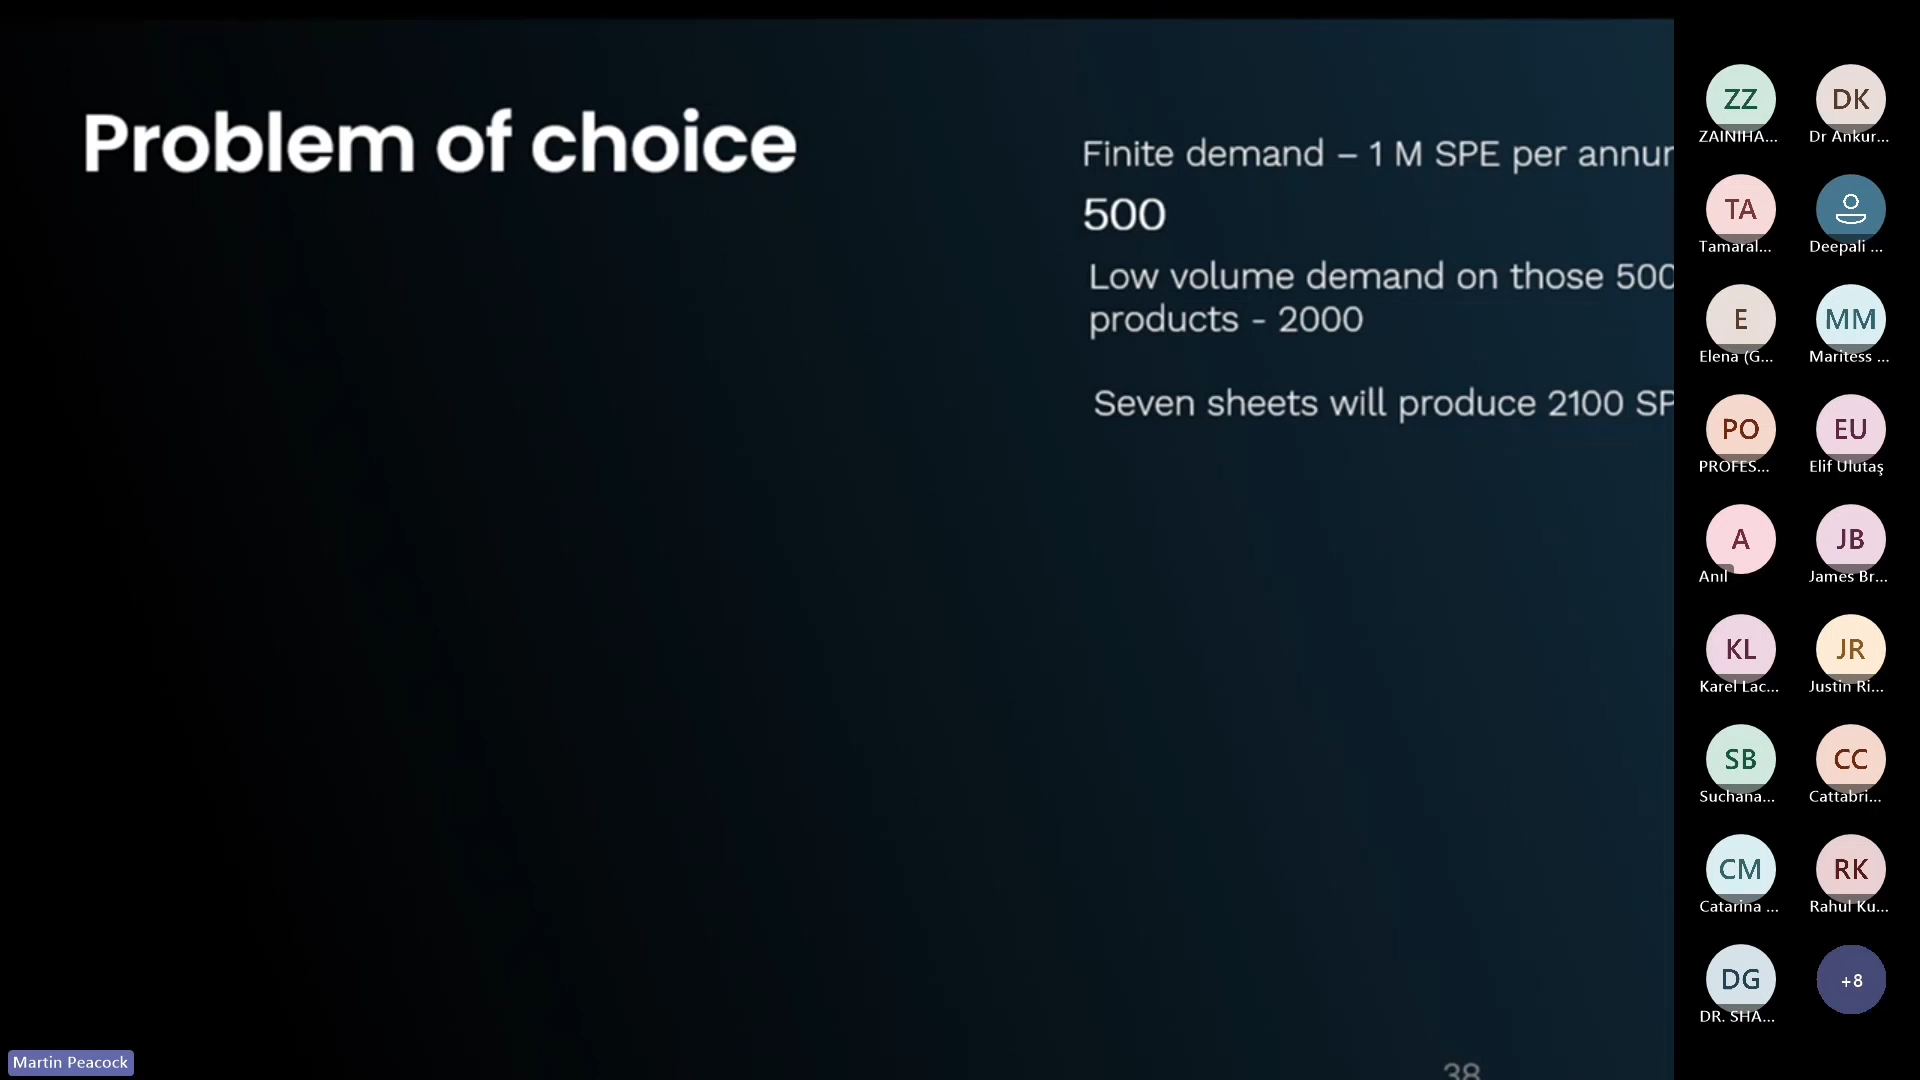 Problem of choice
Finite demand – 1 M SPE per annum
500
Low volume demand on those 500
products - 2000
Seven sheets will produce 2100 SP
ZZ
ZAINIHA...
DK
Dr Ankur...
TA
Tamaral...
Deepali ...
E
Elena (G...
MM
Maritess ...
PO
PROFES...
EU
Elif Ulutaş
A
Anıl
JB
James Br...
KL
Karel Lac...
JR
Justin Ri...
SB
Suchana...
CC
Cattabri...
CM
Catarina ...
RK
Rahul Ku...
DG
DR. SHA...
+8
Martin Peacock
38